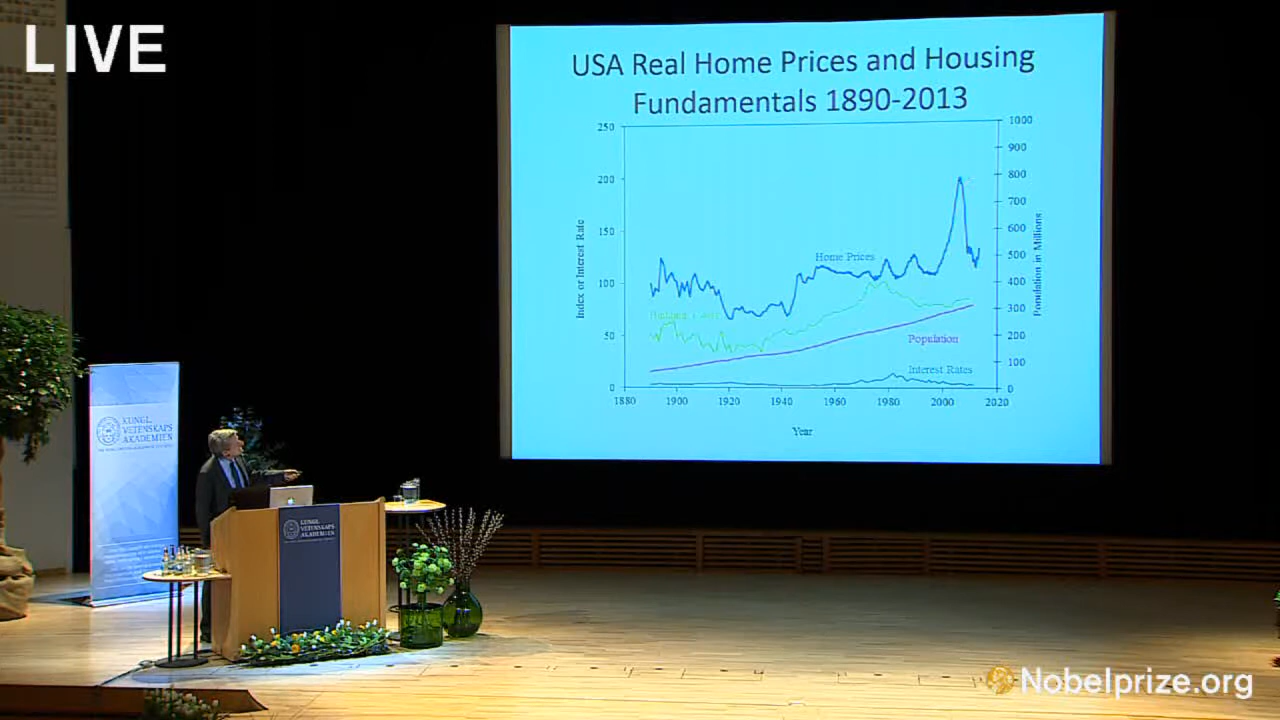 LIVE
USA Real Home Prices and Housing
Fundamentals 1890-2013
250
200
150
100
50
0
Index or Interest Rate
1000
900
800
700
600
500
400
300
200
100
0
Population in Millions
Home Prices
Building Costs
Population
Interest Rates
1880
1900
1920
1940
1960
1980
2000
2020
Year
KUNGL.
VETENSKAPS
AKADEMIEN
KUNGL.
VETENSKAPS
AKADEMIEN
Nobelprize.org